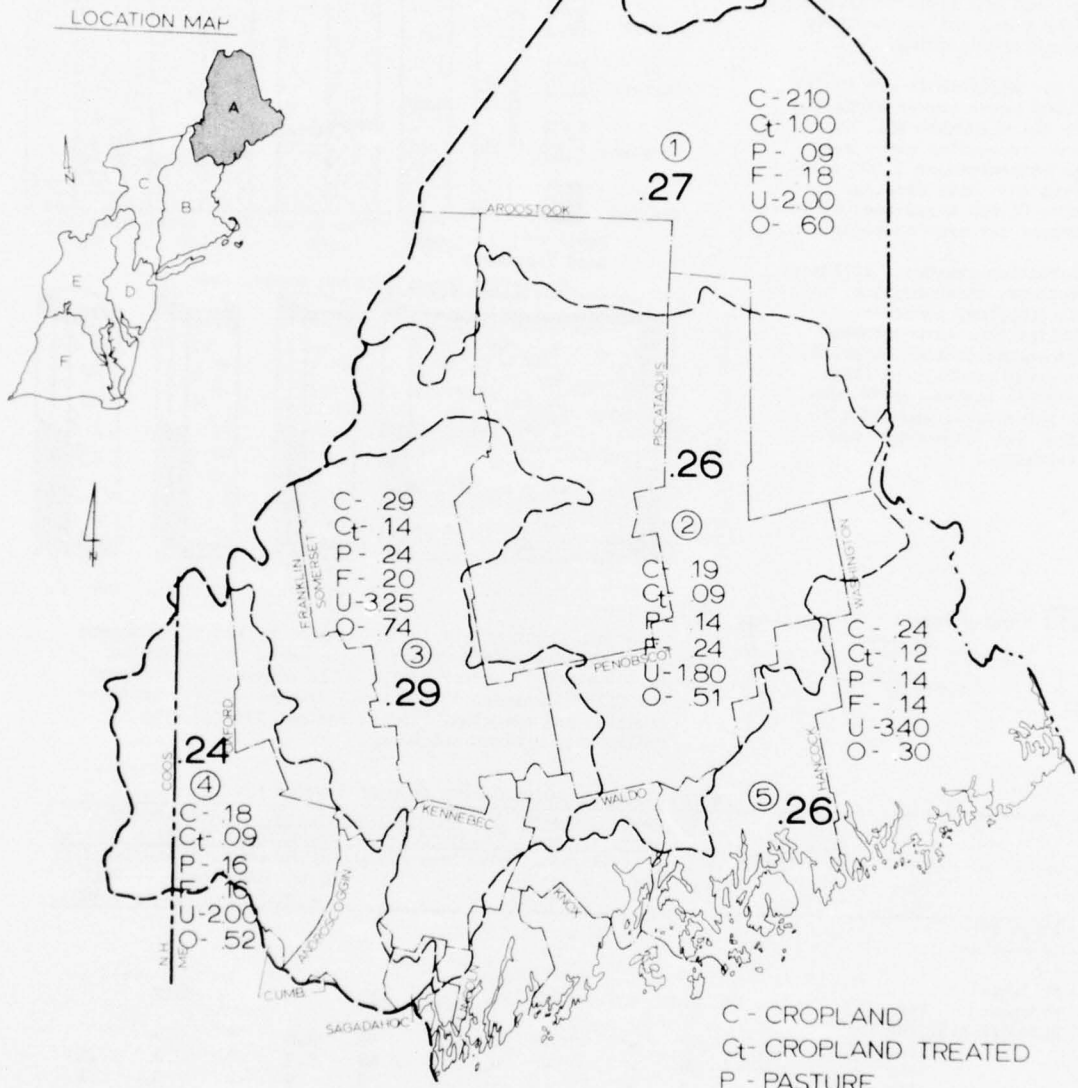 LOCATION MAP
A
N
C
B
E
D
F
C - 2.10
Ct - 1.00
P - .09
F - .18
U - 2.00
O - .60
①
.27
AROOSTOOK
PISCATAQUIS
.26
②
C - .19
Ct - .09
P - .14
F - .24
U - 1.80
O - .51
PENOBSCOT
N
C - .29
Ct - .14
P - .24
F - .20
U - 3.25
O - .74
FRANKLIN
SOMERSET
③
.29
WASHINGTON
C - .24
Ct - .12
P - .14
F - .14
U - 3.40
O - .30
HANCOCK
⑤
.26
COOS
OXFORD
.24
④
C - .18
Ct - .09
P - .16
F - .16
U - 2.00
O - .52
N H
ME
KENNEBEC
WALDO
KNOX
LINCOLN
ANDROSCOGGIN
CUMB.
SAGADAHOC
C - CROPLAND
Ct - CROPLAND TREATED
P - PASTURE